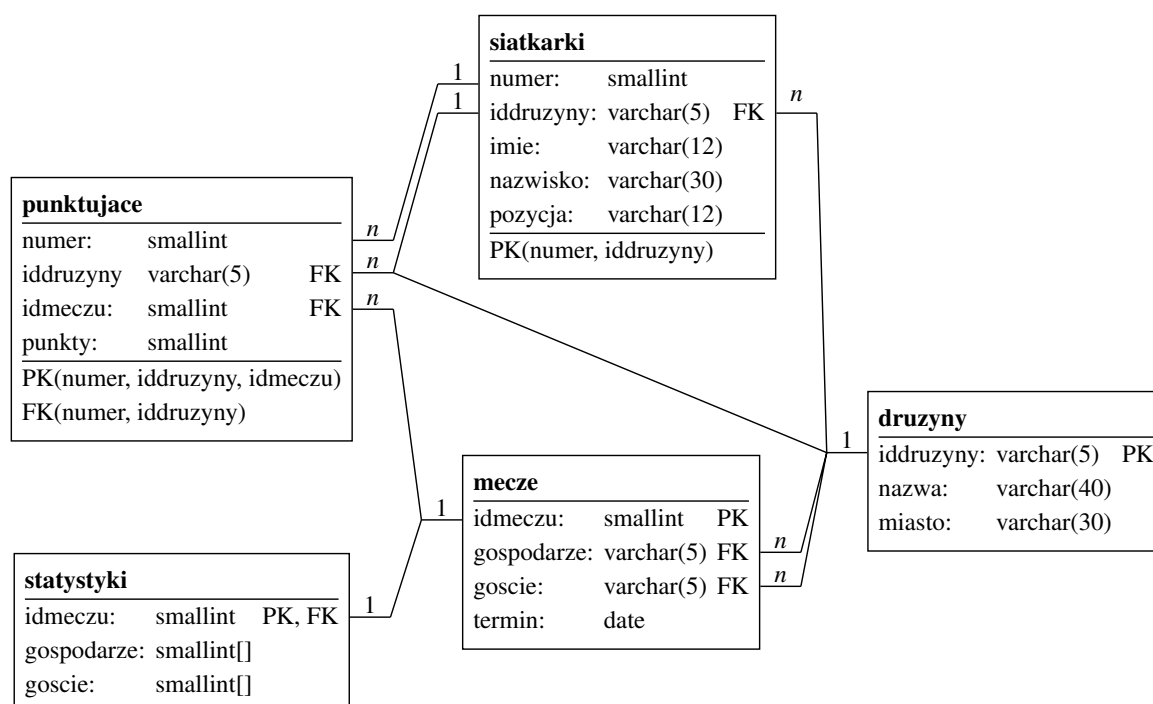 siatkarki
numer: smallint
iddruzyny: varchar(5) FK
imie: varchar(12)
nazwisko: varchar(30)
pozycja: varchar(12)
PK(numer, iddruzyny)
1
1
n
punktujace
numer: smallint
iddruzyny varchar(5) FK
idmeczu: smallint FK
punkty: smallint
PK(numer, iddruzyny, idmeczu)
FK(numer, iddruzyny)
n
n
n
druzyny
iddruzyny: varchar(5) PK
nazwa: varchar(40)
miasto: varchar(30)
1
mecze
idmeczu: smallint PK
gospodarze: varchar(5) FK
goscie: varchar(5) FK
termin: date
1
n
n
statystyki
idmeczu: smallint PK, FK
gospodarze: smallint[]
goscie: smallint[]
1